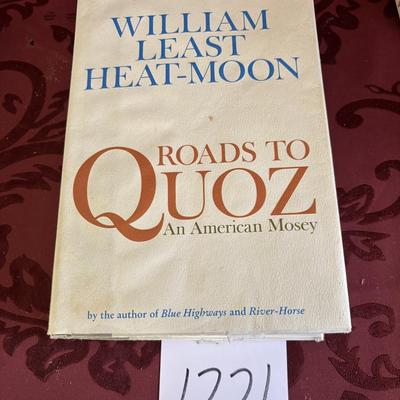 WILLIAM
LEAST
HEAT-MOON
ROADS TO
QUOZ
An American Mosey
by the author of Blue Highways and River-Horse
1221